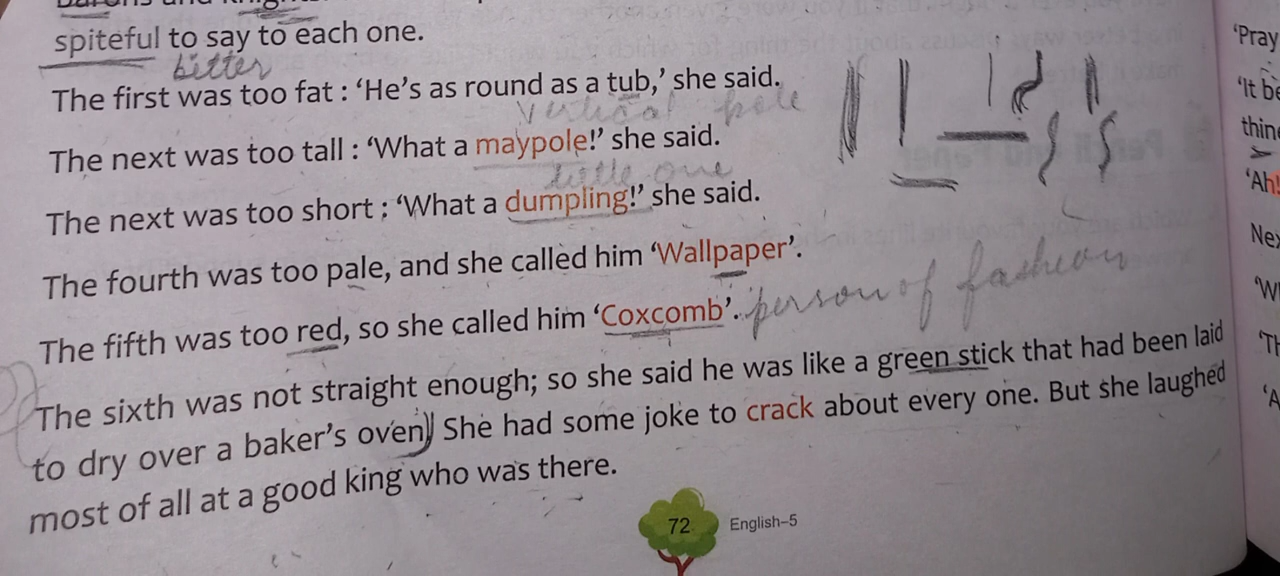 spiteful to say to each one.
bitter
The first was too fat : ‘He’s as round as a tub,’ she said.
vertical pole
The next was too tall : ‘What a maypole!’ she said.
little one
The next was too short : ‘What a dumpling!’ she said.
The fourth was too pale, and she called him ‘Wallpaper’.
The fifth was too red, so she called him ‘Coxcomb’. person of fashion
The sixth was not straight enough; so she said he was like a green stick that had been laid
to dry over a baker’s oven. She had some joke to crack about every one. But she laughed
most of all at a good king who was there.
72 English–5
‘Pray
‘It be
thing
‘Ah!